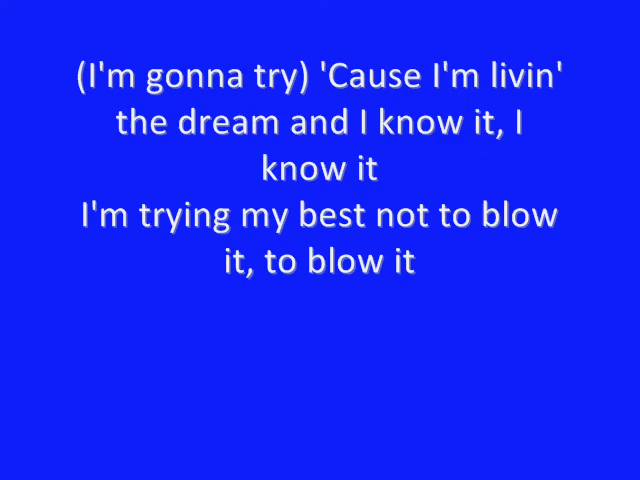 (I'm gonna try) 'Cause I'm livin'
the dream and I know it, I
know it
I'm trying my best not to blow
it, to blow it